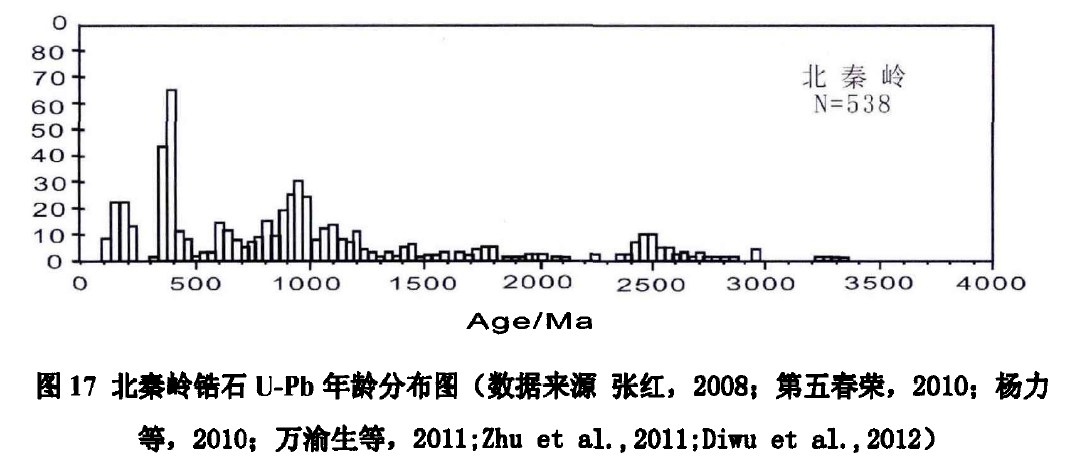 0
80
70
60
50
40
30
20
10
0
北 秦 岭
N=538
0 500 1000 1500 2000 2500 3000 3500 4000
Age/Ma
图 17 北秦岭锆石 U-Pb 年龄分布图（数据来源 张红，2008；第五春荣，2010；杨力
等，2010；万渝生等，2011;Zhu et al.,2011;Diwu et al.,2012）